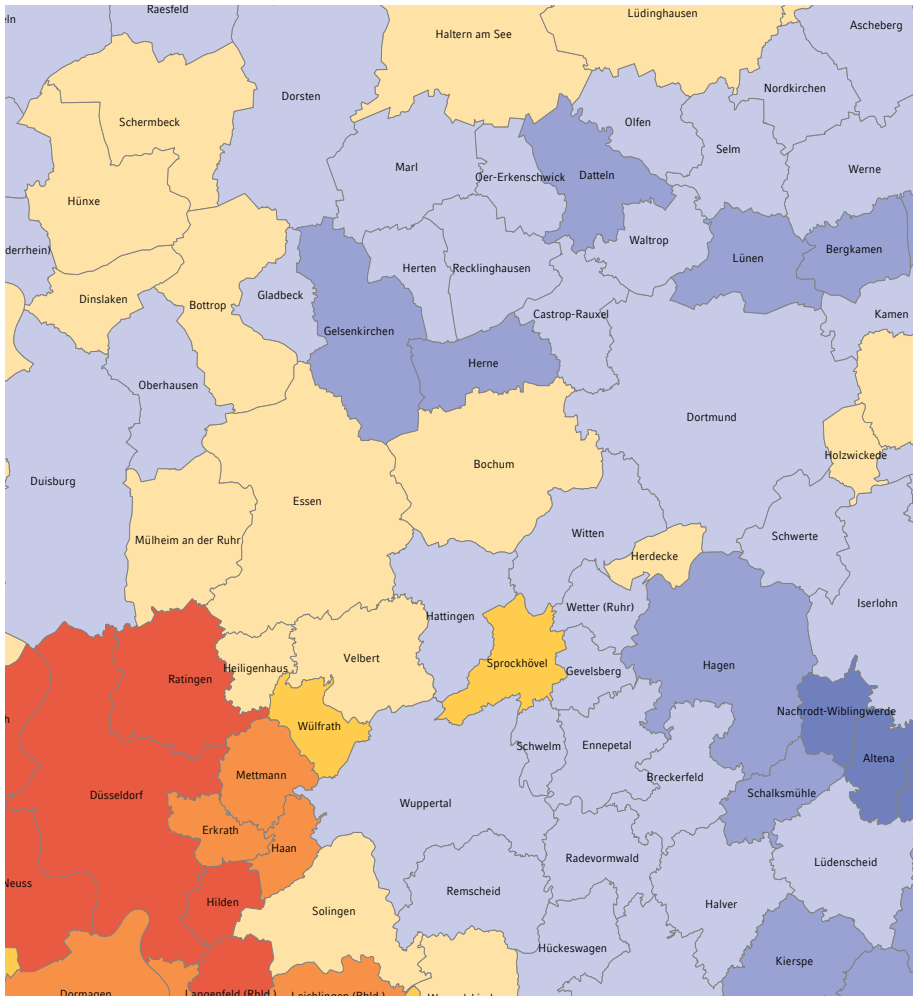 eln
Raesfeld
Lüdinghausen
Ascheberg
Haltern am See
Nordkirchen
Dorsten
Schermbeck
Olfen
Selm
Marl
Oer-Erkenschwick
Datteln
Werne
Hünxe
Waltrop
derrhein)
Bergkamen
Lünen
Herten
Recklinghausen
Gladbeck
Dinslaken
Bottrop
Castrop-Rauxel
Kamen
Gelsenkirchen
Herne
Oberhausen
Dortmund
Holzwickede
Bochum
Duisburg
Essen
Witten
Schwerte
Mülheim an der Ruhr
Herdecke
Iserlohn
Wetter (Ruhr)
Hattingen
Velbert
Sprockhövel
Hagen
Heiligenhaus
Gevelsberg
Ratingen
Nachrodt-Wiblingwerde
h
Wülfrath
Schwelm
Ennepetal
Altena
Mettmann
Breckerfeld
Düsseldorf
Schalksmühle
Wuppertal
Erkrath
Haan
Radevormwald
Lüdenscheid
Neuss
Remscheid
Hilden
Halver
Solingen
Hückeswagen
Kierspe
Dormagen
Langenfeld (Rhld.)
Leichlingen (Rhld.)